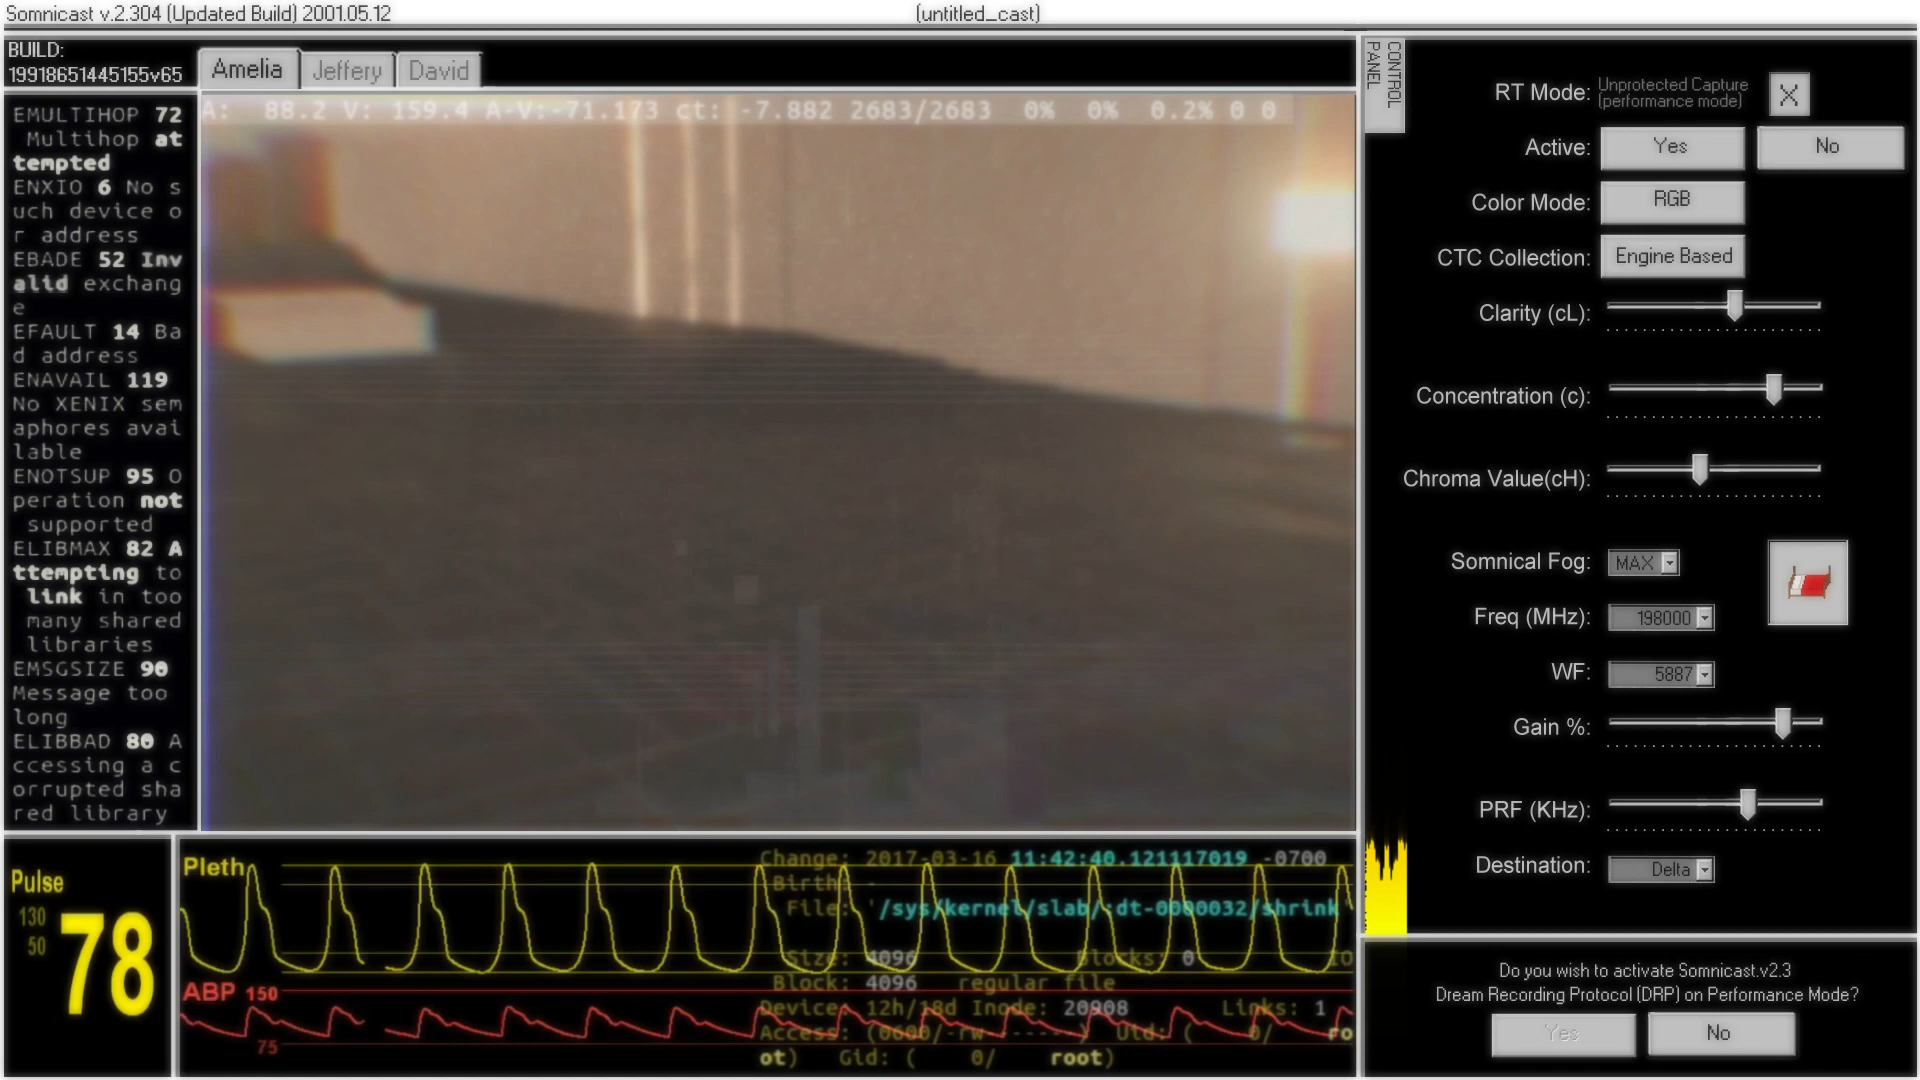 Somnicast v.2.304 (Updated Build) 2001.05.12
(untitled_cast)
BUILD:
19918651445155v65
Amelia
Jeffery
David
EMULTIHOP 72
Multihop at
tempted
ENXIO 6 No s
uch device o
r address
EBADE 52 Inv
alid exchang
e
EFAULT 14 Ba
d address
ENAVAIL 119
No XENIX sem
aphores avai
lable
ENOTSUP 95 O
peration not
supported
ELIBMAX 82 A
ttempting to
link in too
many shared
libraries
EMSGSIZE 90
Message too
long
ELIBBAD 80 A
ccessing a c
orrupted sha
red library
A: 88.2 V: 159.4 A-V:-71.173 ct: -7.882 2683/2683 0% 0% 0.2% 0 0
CONTROL
PANEL
RT Mode: Unprotected Capture
(performance mode)
X
Active: Yes No
Color Mode: RGB
CTC Collection: Engine Based
Clarity (cL):
Concentration (c):
Chroma Value(cH):
Somnical Fog: MAX
Freq (MHz): 198000
WF: 5887
Gain %:
PRF (KHz):
Destination: Delta
Pulse
130
50
78
Pleth
ABP 150
75
Change: 2017-03-16 11:42:40.121117019 -0700
Birth: -
File: '/sys/kernel/slab/:dt-0000032/shrink'
Size: 4096 Blocks: 0 IO
Block: 4096 regular file
Device: 12h/18d Inode: 20908 Links: 1
Access: (0600/-rw-------) Uid: ( 0/ ro
ot) Gid: ( 0/ root)
Do you wish to activate Somnicast.v2.3
Dream Recording Protocol (DRP) on Performance Mode?
Yes
No